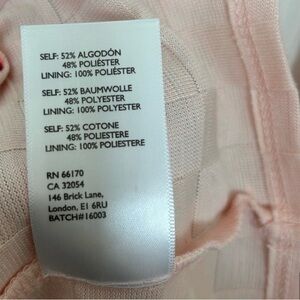 SELF: 52% ALGODÓN
48% POLIÉSTER
LINING: 100% POLIÉSTER
SELF: 52% BAUMWOLLE
48% POLYESTER
LINING: 100% POLYESTER
SELF: 52% COTONE
48% POLIESTERE
LINING: 100% POLIESTERE
RN 66170
CA 32054
146 Brick Lane,
London, E1 6RU
BATCH#16003